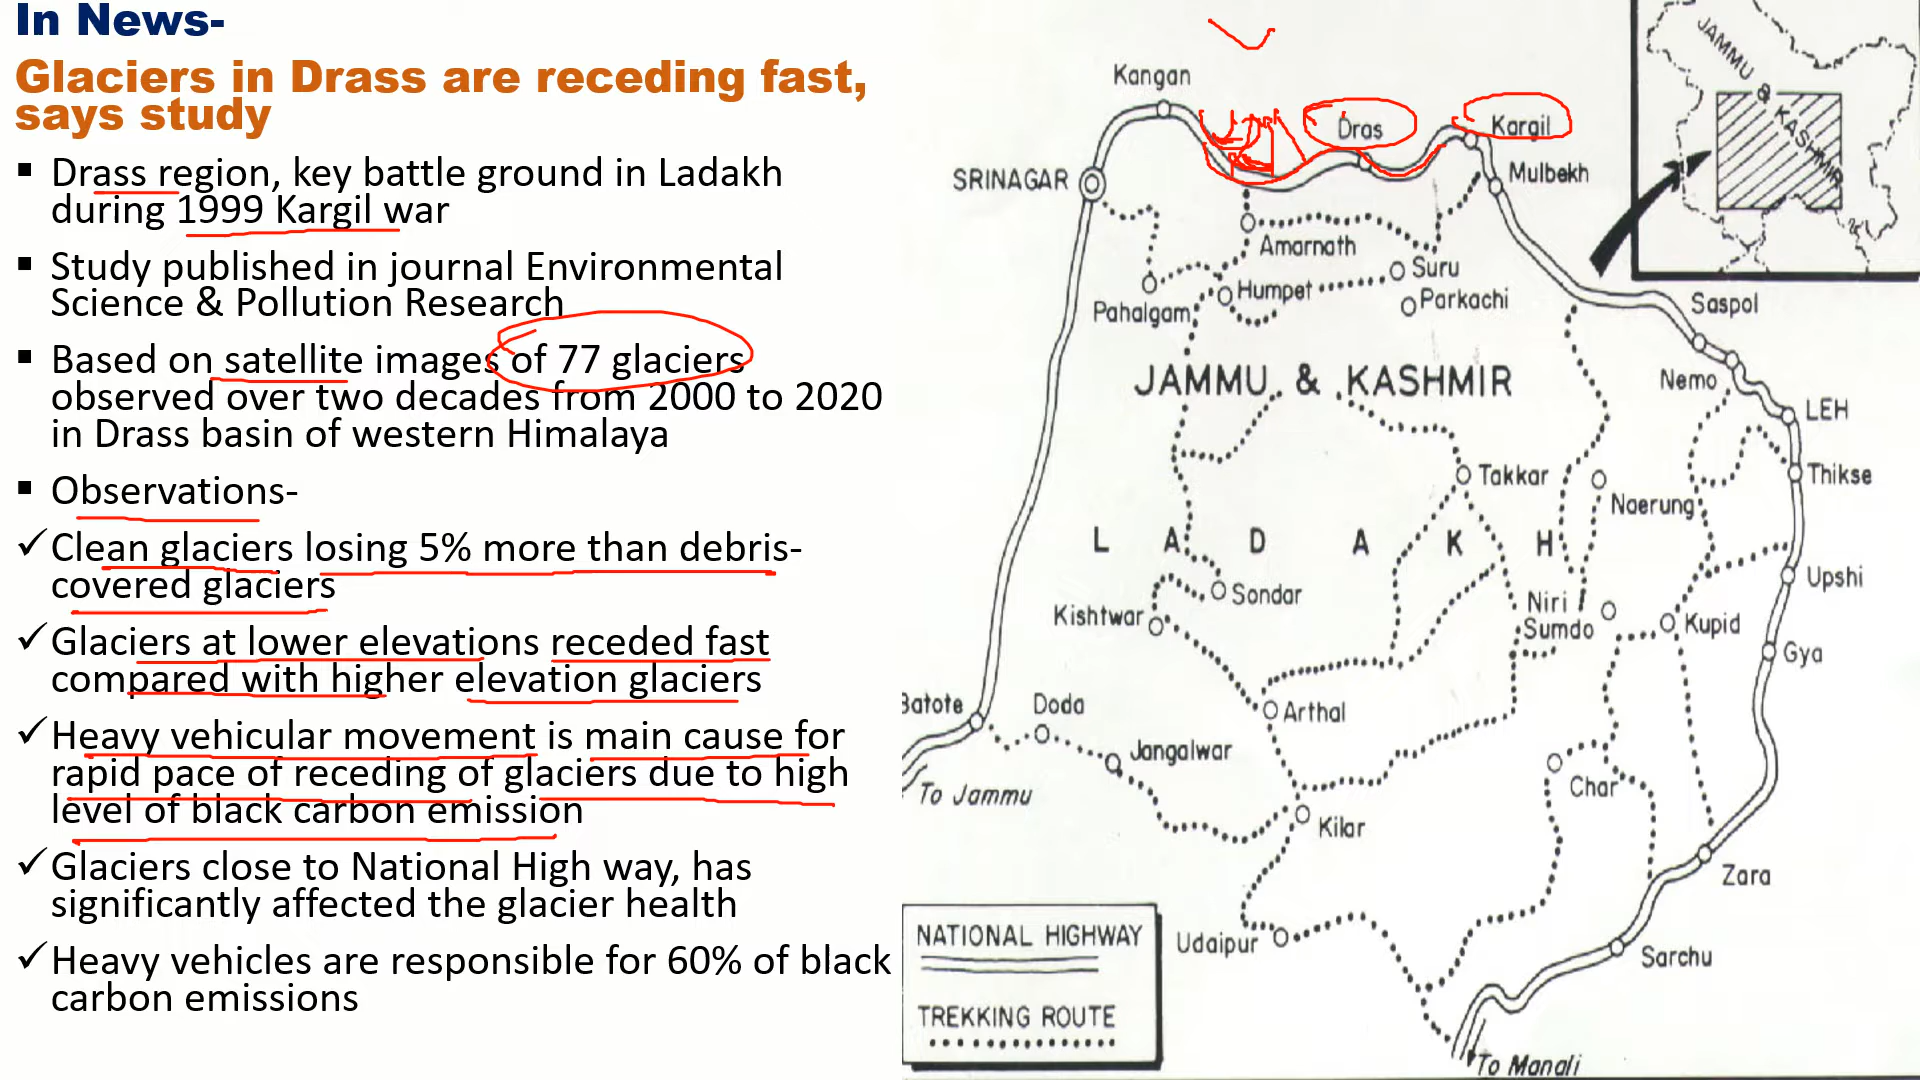 In News-
Glaciers in Drass are receding fast,
says study
▪ Drass region, key battle ground in Ladakh
during 1999 Kargil war
▪ Study published in journal Environmental
Science & Pollution Research
▪ Based on satellite images of 77 glaciers
observed over two decades from 2000 to 2020
in Drass basin of western Himalaya
▪ Observations-
✓ Clean glaciers losing 5% more than debris-
covered glaciers
✓ Glaciers at lower elevations receded fast
compared with higher elevation glaciers
✓ Heavy vehicular movement is main cause for
rapid pace of receding of glaciers due to high
level of black carbon emission
✓ Glaciers close to National High way, has
significantly affected the glacier health
✓ Heavy vehicles are responsible for 60% of black
carbon emissions
JAMMU & KASHMIR
Kangan
Dras
Kargil
SRINAGAR
Mulbekh
Amarnath
Suru
Humpet
Parkachi
Pahalgam
Saspol
JAMMU & KASHMIR
Nemo
LEH
Takkar
Thikse
Naerung
LADAKH
Sondar
Upshi
Kishtwar
Niri
Sumdo
Kupid
Gya
Batote
Doda
Arthal
Jangalwar
Char
To Jammu
Kilar
Zara
NATIONAL HIGHWAY
Udaipur
Sarchu
TREKKING ROUTE
To Manali